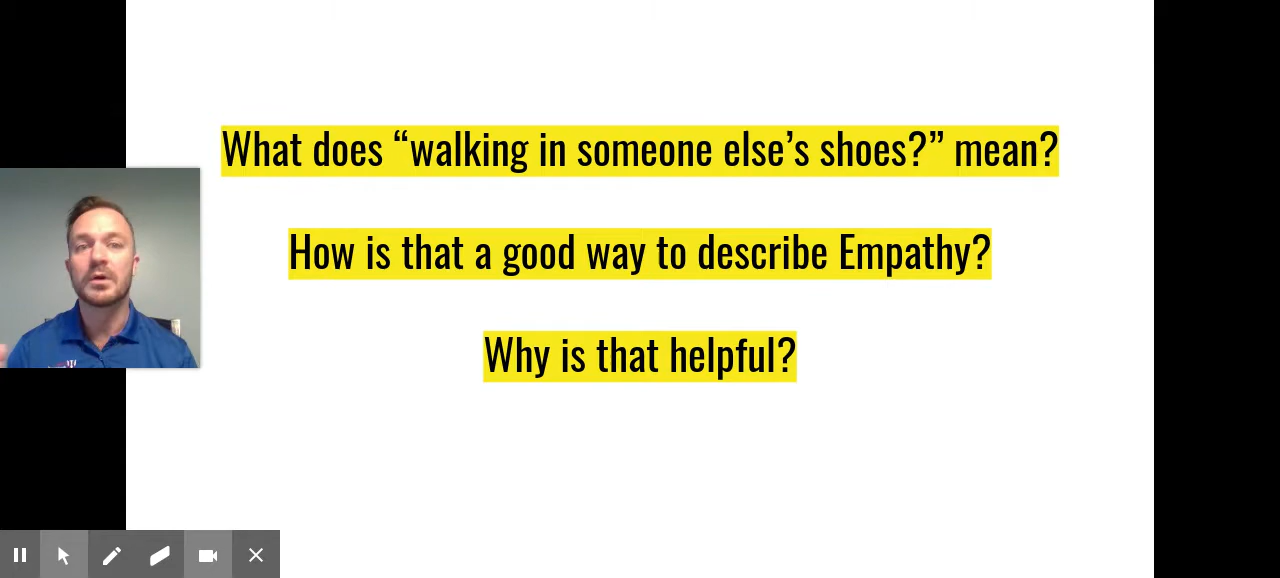 What does “walking in someone else’s shoes?” mean?
How is that a good way to describe Empathy?
Why is that helpful?